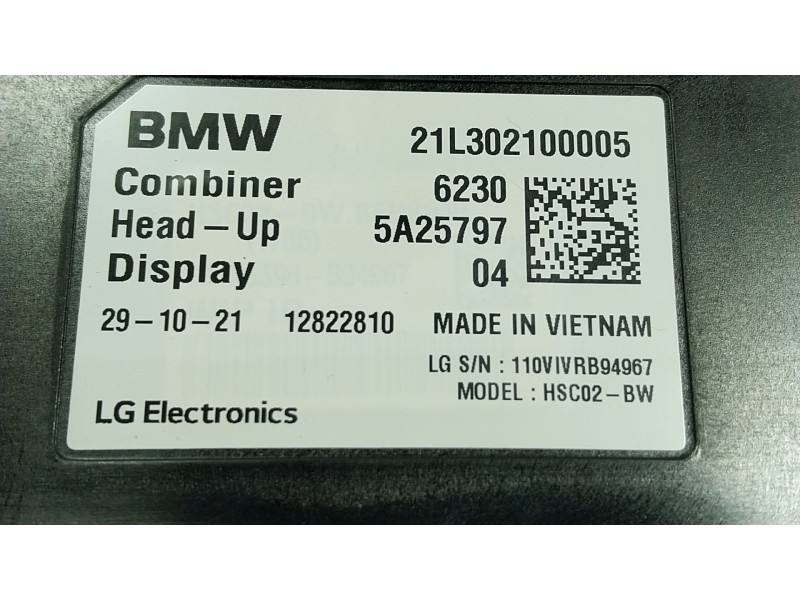 BMW 21L302100005
Combiner 6230
Head-Up 5A25797
Display 04
29-10-21 12822810 MADE IN VIETNAM
LG S/N : 110VIVRB94967
MODEL : HSC02-BW
LG Electronics